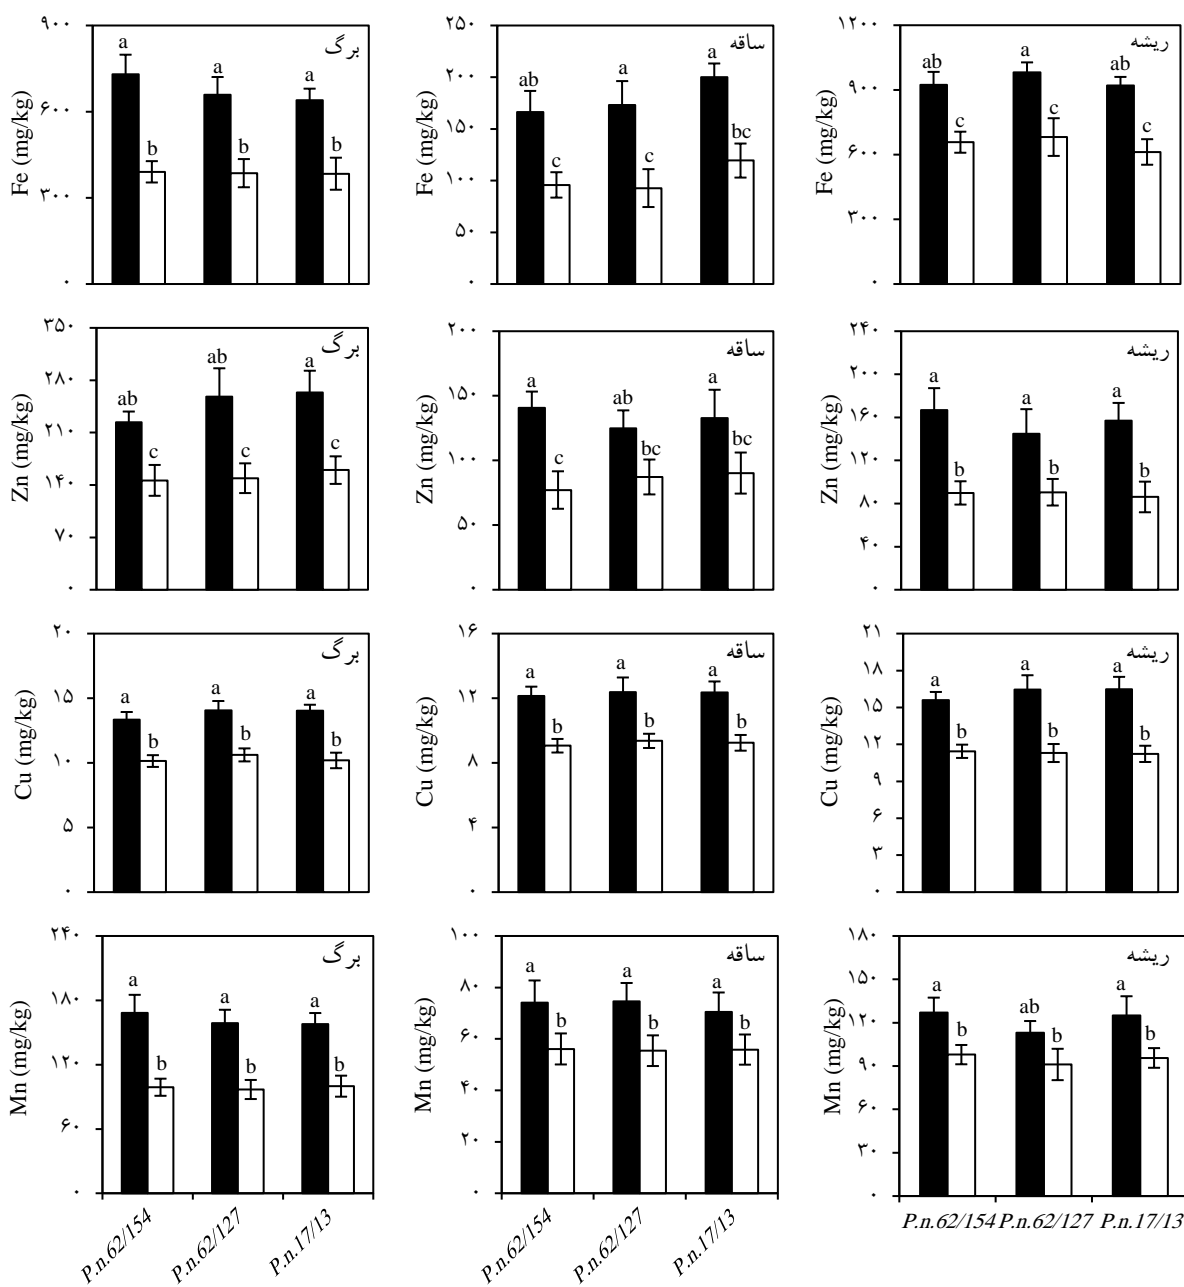 برگ
Fe (mg/kg)
۹۰۰
۶۰۰
۳۰۰
۰
a
a
a
b
b
b
ساقه
Fe (mg/kg)
۲۵۰
۲۰۰
۱۵۰
۱۰۰
۵۰
۰
ab
a
a
c
c
bc
ریشه
Fe (mg/kg)
۱۲۰۰
۹۰۰
۶۰۰
۳۰۰
۰
ab
a
ab
c
c
c
برگ
Zn (mg/kg)
۳۵۰
۲۸۰
۲۱۰
۱۴۰
۷۰
۰
ab
ab
a
c
c
c
ساقه
Zn (mg/kg)
۲۰۰
۱۵۰
۱۰۰
۵۰
۰
a
ab
a
c
bc
bc
ریشه
Zn (mg/kg)
۲۴۰
۲۰۰
۱۶۰
۱۲۰
۸۰
۴۰
۰
a
a
a
b
b
b
برگ
Cu (mg/kg)
۲۰
۱۵
۱۰
۵
۰
a
a
a
b
b
b
ساقه
Cu (mg/kg)
۱۶
۱۲
۸
۴
۰
a
a
a
b
b
b
ریشه
Cu (mg/kg)
۲۱
۱۸
۱۵
۱۲
۹
۶
۳
۰
a
a
a
b
b
b
برگ
Mn (mg/kg)
۲۴۰
۱۸۰
۱۲۰
۶۰
۰
a
a
a
b
b
b
P.n.62/154
P.n.62/127
P.n.17/13
ساقه
Mn (mg/kg)
۱۰۰
۸۰
۶۰
۴۰
۲۰
۰
a
a
a
b
b
b
P.n.62/154
P.n.62/127
P.n.17/13
ریشه
Mn (mg/kg)
۱۸۰
۱۵۰
۱۲۰
۹۰
۶۰
۳۰
۰
a
ab
a
b
b
b
P.n.62/154 P.n.62/127 P.n.17/13